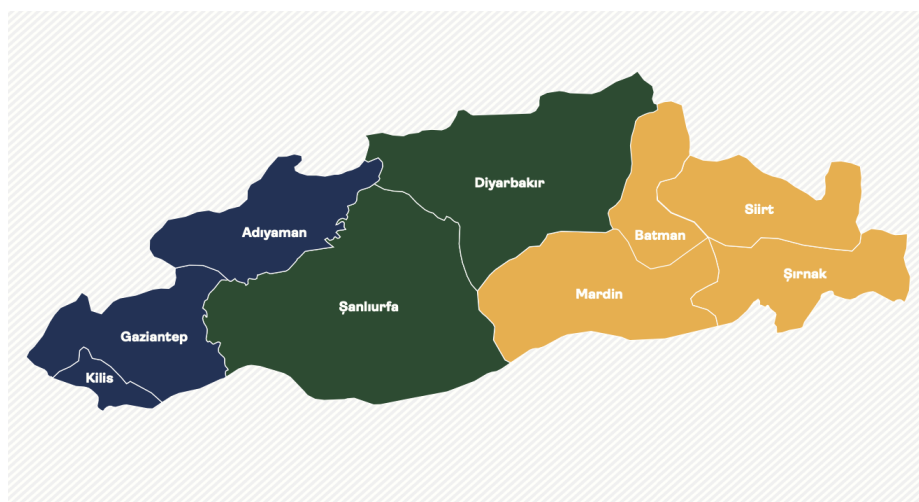 Diyarbakır
Siirt
Adıyaman
Batman
Şırnak
Mardin
Şanlıurfa
Gaziantep
Kilis